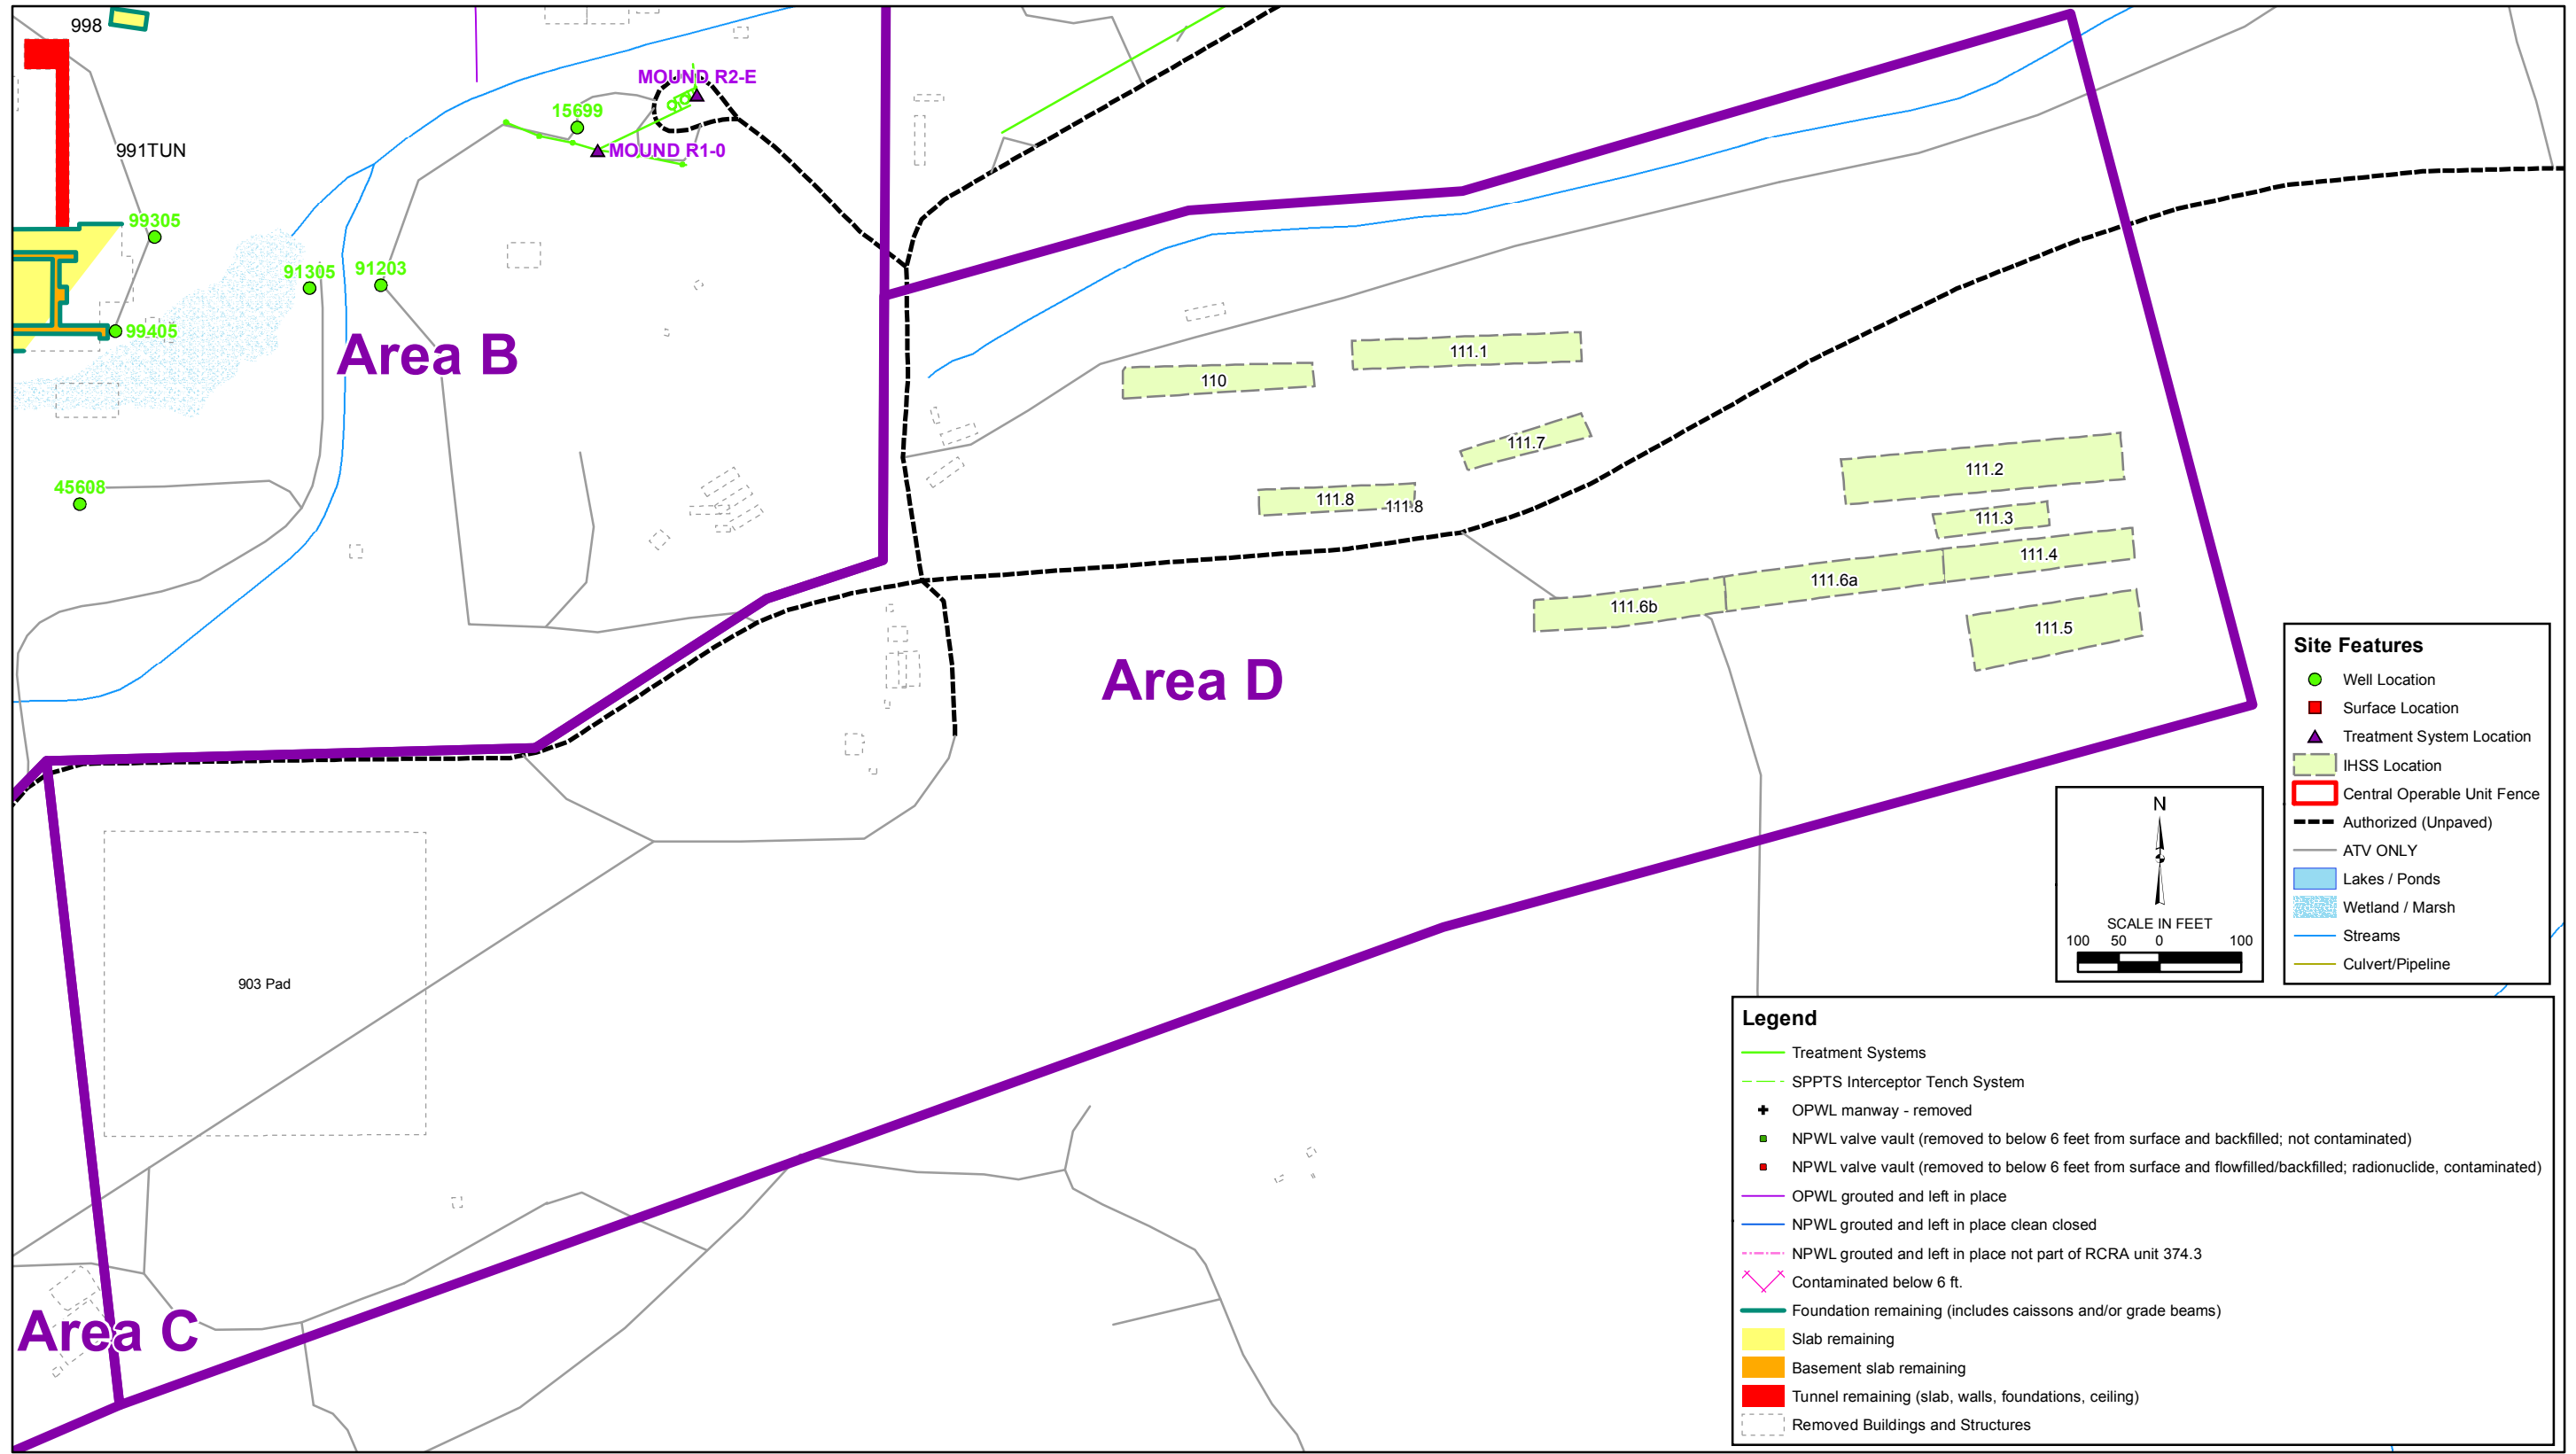 998
MOUND R2-E
15699
991TUN
MOUND R1-0
99305
91305
91203
99405
Area B
111.1
110
111.7
111.2
45608
111.8
111.8
111.3
111.4
111.6a
111.6b
111.5
Area D
903 Pad
Area C
Site Features
Well Location
Surface Location
Treatment System Location
IHSS Location
Central Operable Unit Fence
Authorized (Unpaved)
ATV ONLY
Lakes / Ponds
Wetland / Marsh
Streams
Culvert/Pipeline
N
SCALE IN FEET
100 50 0 100
Legend
Treatment Systems
SPPTS Interceptor Tench System
OPWL manway - removed
NPWL valve vault (removed to below 6 feet from surface and backfilled; not contaminated)
NPWL valve vault (removed to below 6 feet from surface and flowfilled/backfilled; radionuclide, contaminated)
OPWL grouted and left in place
NPWL grouted and left in place clean closed
NPWL grouted and left in place not part of RCRA unit 374.3
Contaminated below 6 ft.
Foundation remaining (includes caissons and/or grade beams)
Slab remaining
Basement slab remaining
Tunnel remaining (slab, walls, foundations, ceiling)
Removed Buildings and Structures